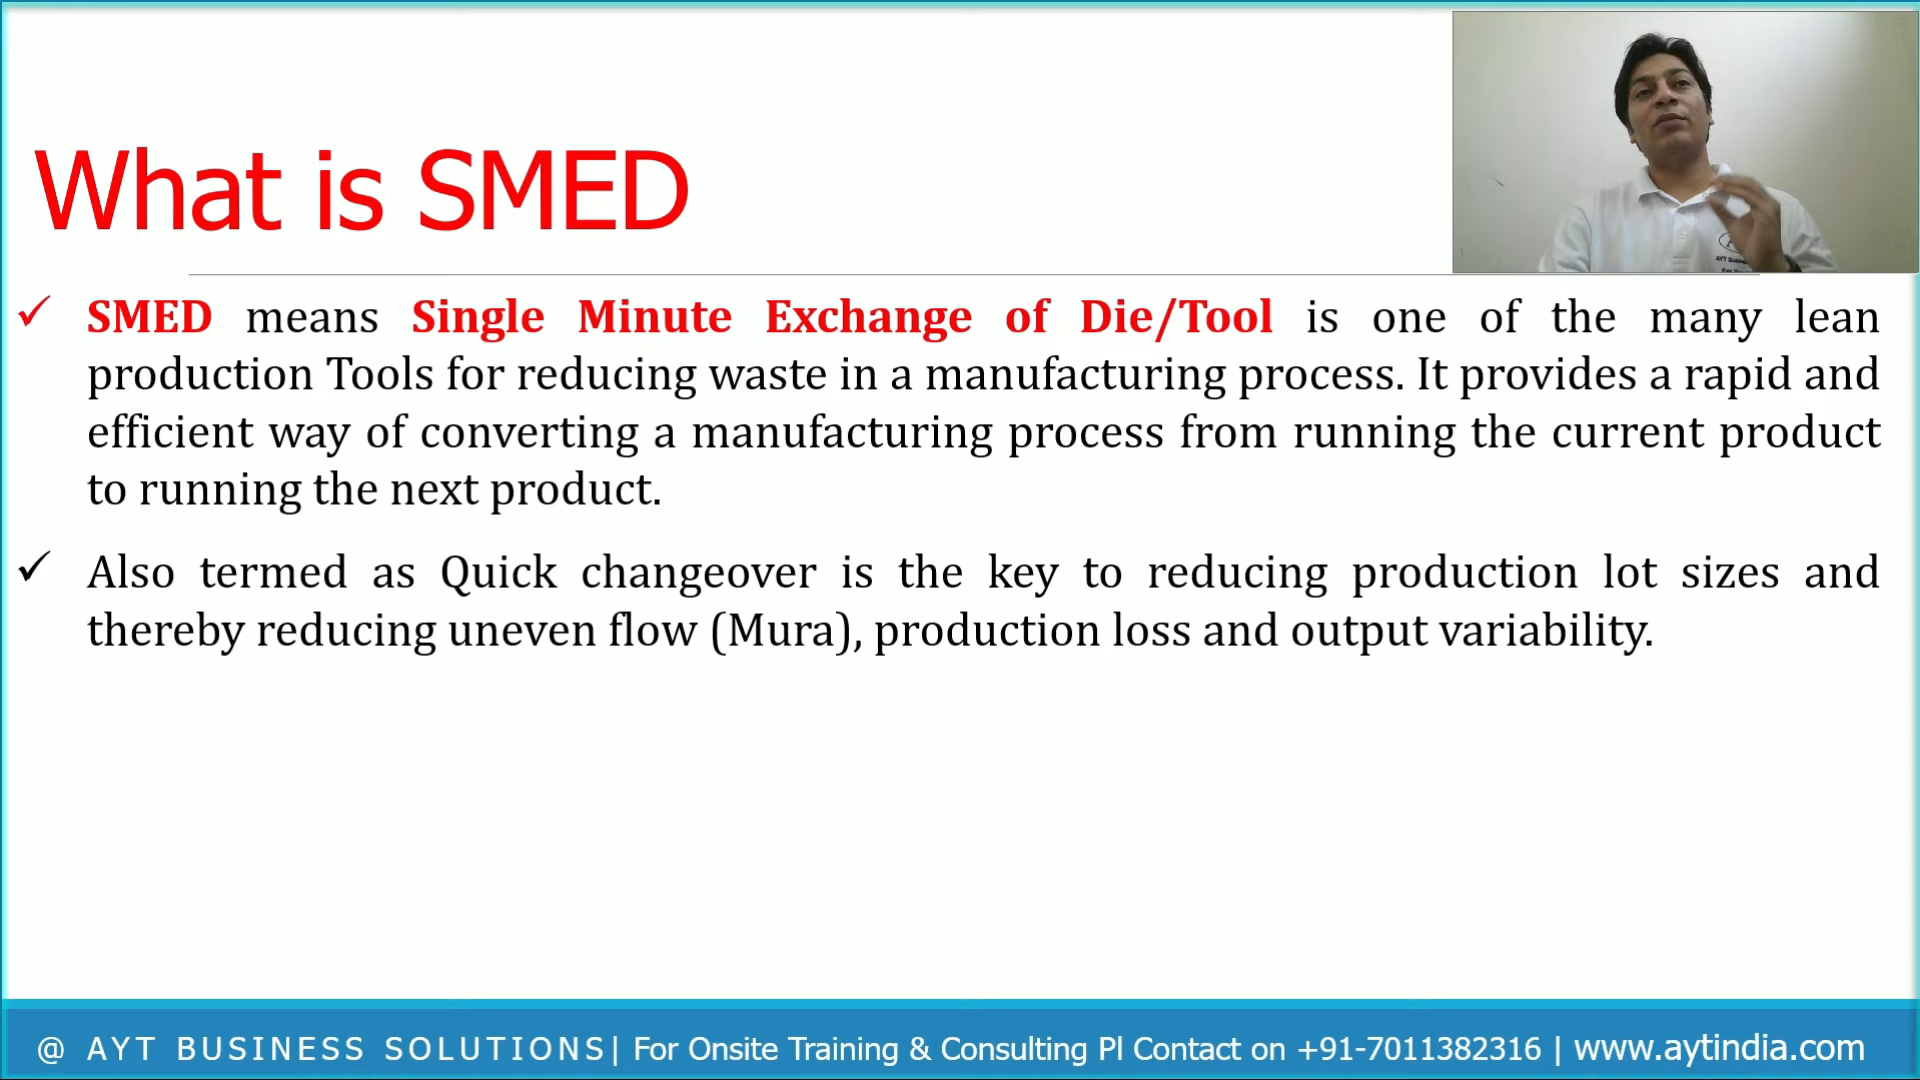 What is SMED
SMED means Single Minute Exchange of Die/Tool is one of the many lean
production Tools for reducing waste in a manufacturing process. It provides a rapid and
efficient way of converting a manufacturing process from running the current product
to running the next product.
Also termed as Quick changeover is the key to reducing production lot sizes and
thereby reducing uneven flow (Mura), production loss and output variability.
@ AYT BUSINESS SOLUTIONS| For Onsite Training & Consulting Pl Contact on +91-7011382316 | www.aytindia.com